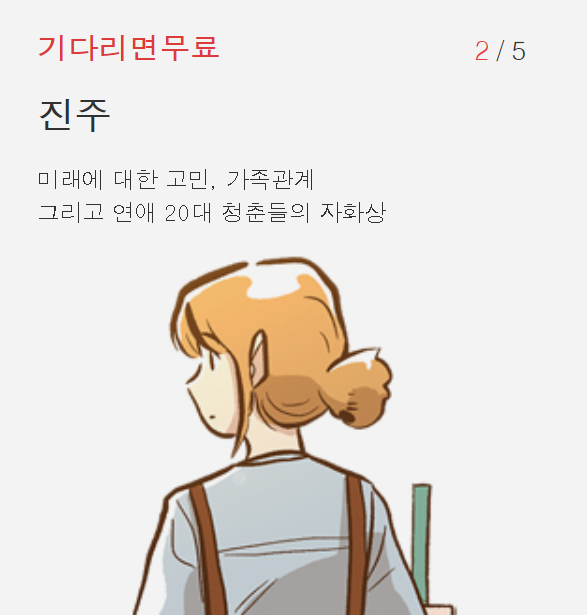 기다리면무료
2 / 5
진주
미래에 대한 고민, 가족관계
그리고 연애 20대 청춘들의 자화상